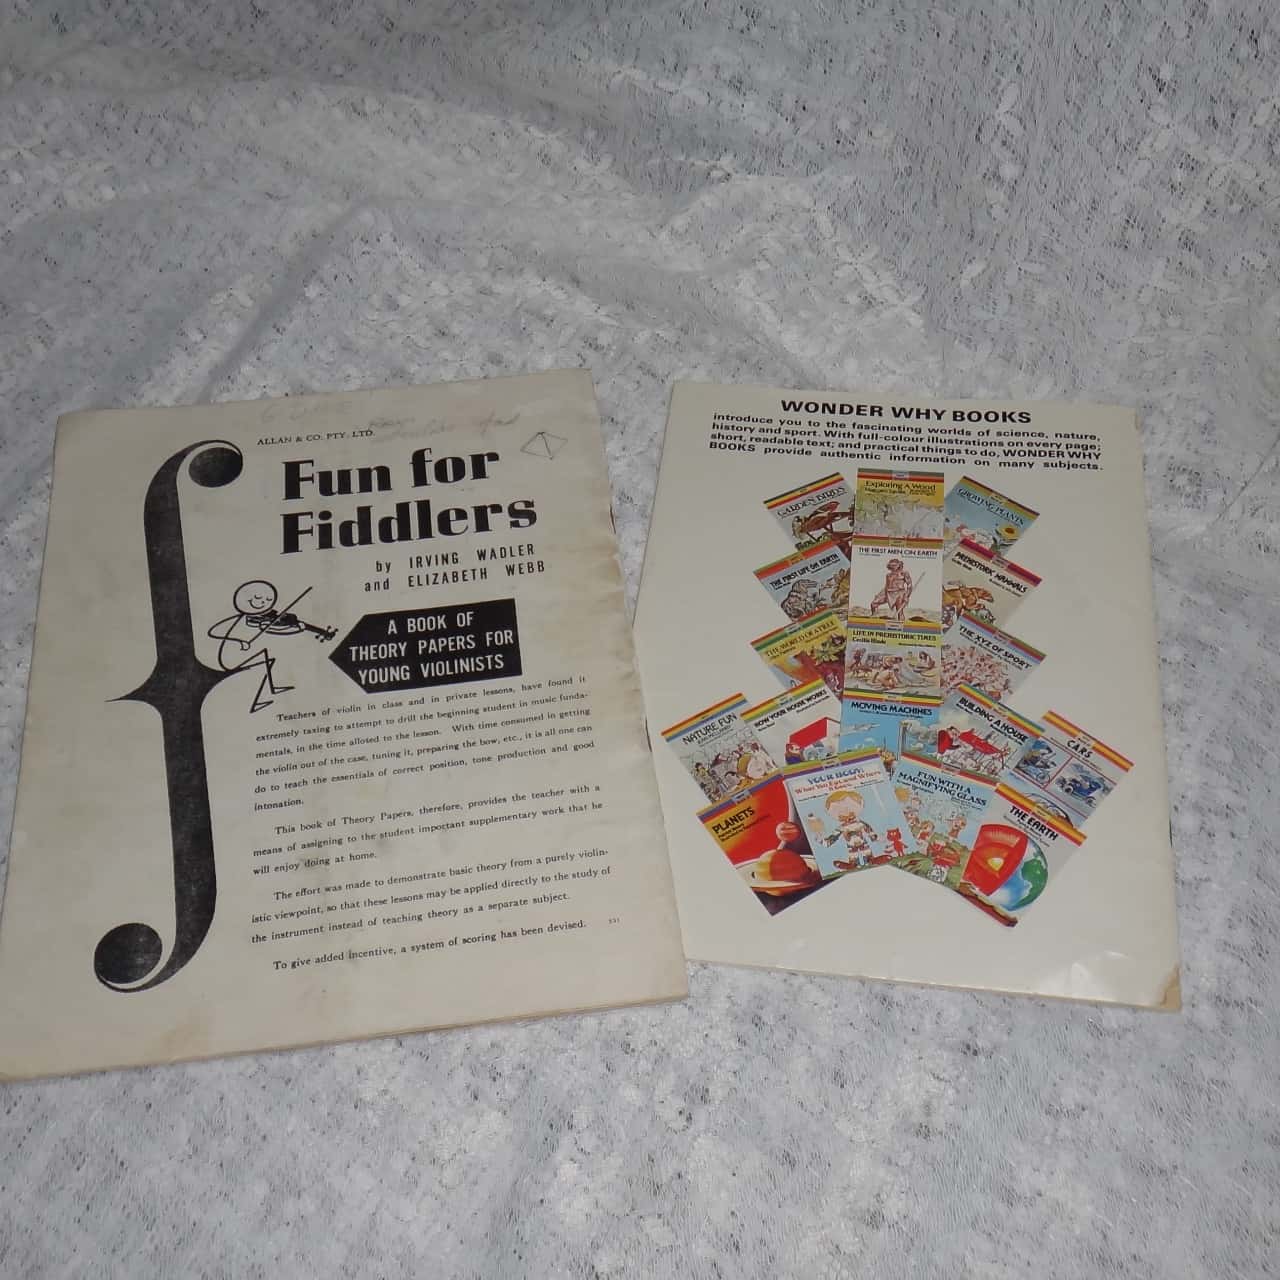 ALLAN & CO. PTY. LTD.
Fun for
Fiddlers
by IRVING WADLER
and ELIZABETH WEBB
A BOOK OF
THEORY PAPERS FOR
YOUNG VIOLINISTS
Teachers of violin in class and in private lessons, have found it
extremely taxing to attempt to drill the beginning student in music funda-
mentals, in the time alloted to the lesson. With time consumed in getting
the violin out of the case, tuning it, preparing the bow, etc., it is all one can
do to teach the essentials of correct position, tone production and good
intonation.
This book of Theory Papers, therefore, provides the teacher with a
means of assigning to the student important supplementary work that he
will enjoy doing at home.
The effort was made to demonstrate basic theory from a purely violin-
istic viewpoint, so that these lessons may be applied directly to the study of
the instrument instead of teaching theory as a separate subject.
To give added incentive, a system of scoring has been devised.
WONDER WHY BOOKS
introduce you to the fascinating worlds of science, nature,
history and sport. With full-colour illustrations on every page;
short, readable text; and practical things to do, WONDER WHY
BOOKS provide authentic information on many subjects.
GARDEN BIRDS
Exploring A Wood
GROWING PLANTS
THE FIRST LIFE ON EARTH
THE FIRST MEN ON EARTH
PREHISTORIC MAMMALS
THE WORLD OF A TREE
LIFE IN PREHISTORIC TIMES
THE XYZ OF SPORT
NATURE FUN
HOW YOUR HOUSE WORKS
MOVING MACHINES
BUILDING A HOUSE
CARS
PLANETS
YOUR BODY:
What You Eat and Where
It Goes
FUN WITH A
MAGNIFYING GLASS
THE EARTH